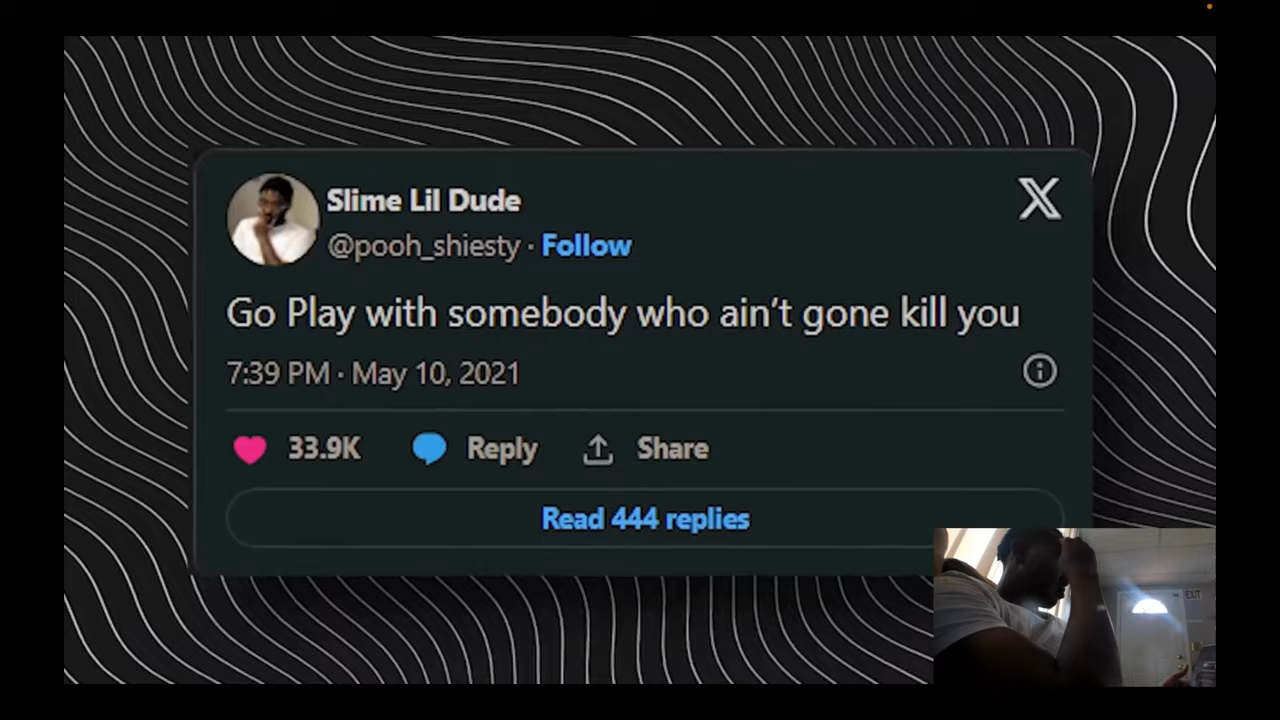 Slime Lil Dude
@pooh_shiesty · Follow
Go Play with somebody who ain’t gone kill you
7:39 PM · May 10, 2021
33.9K Reply Share
Read 444 replies
EXIT